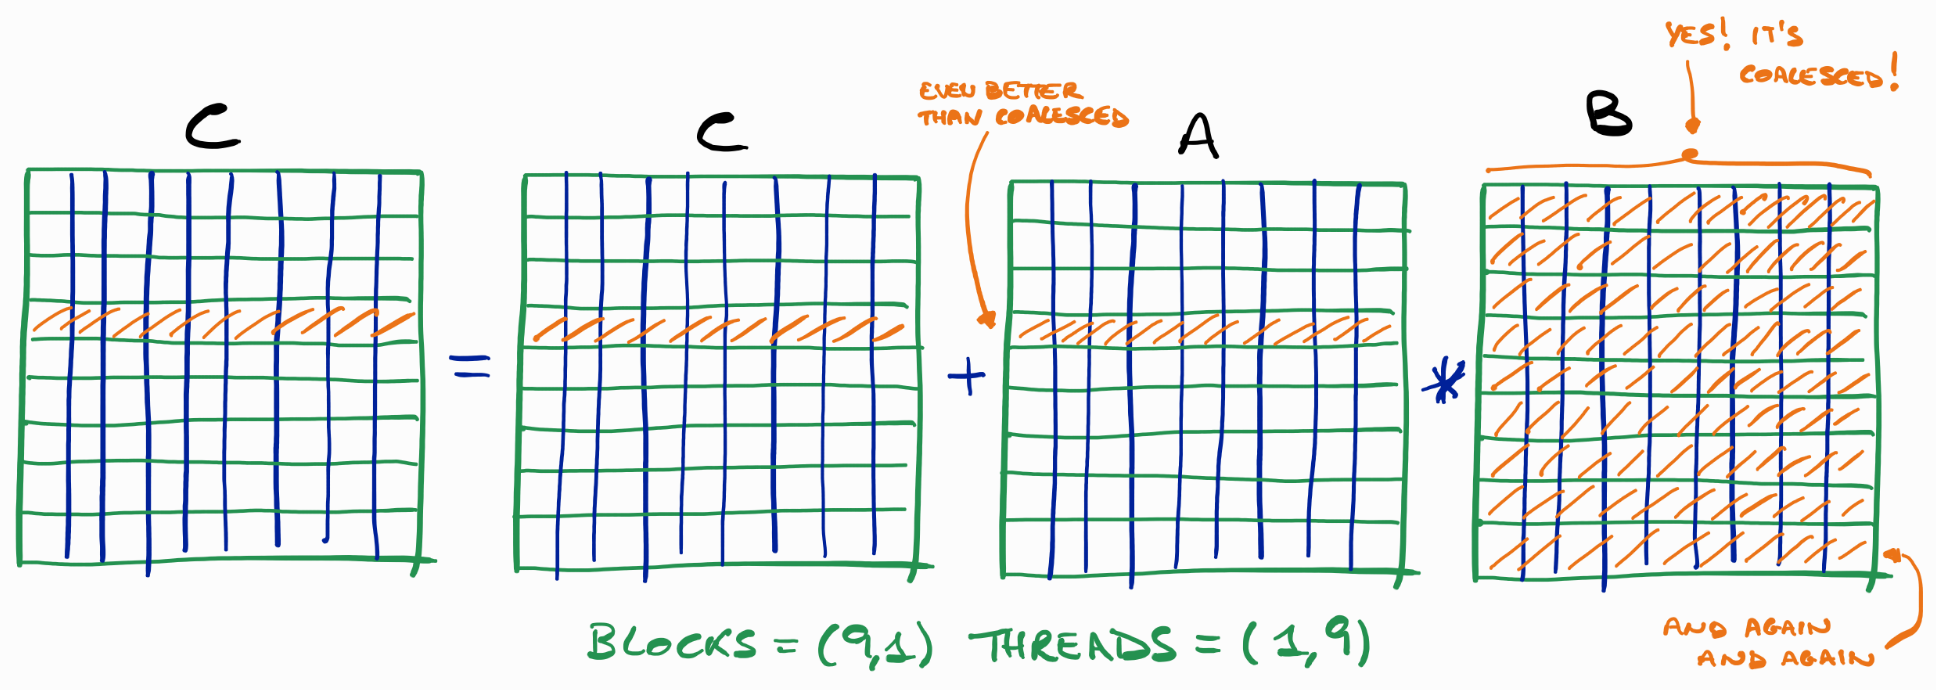 YES! IT'S
COALESCED!
EVEN BETTER
THAN COALESCED
C
C
A
B
=
+
*
BLOCKS = (9,1) THREADS = (1,9)
AND AGAIN
AND AGAIN